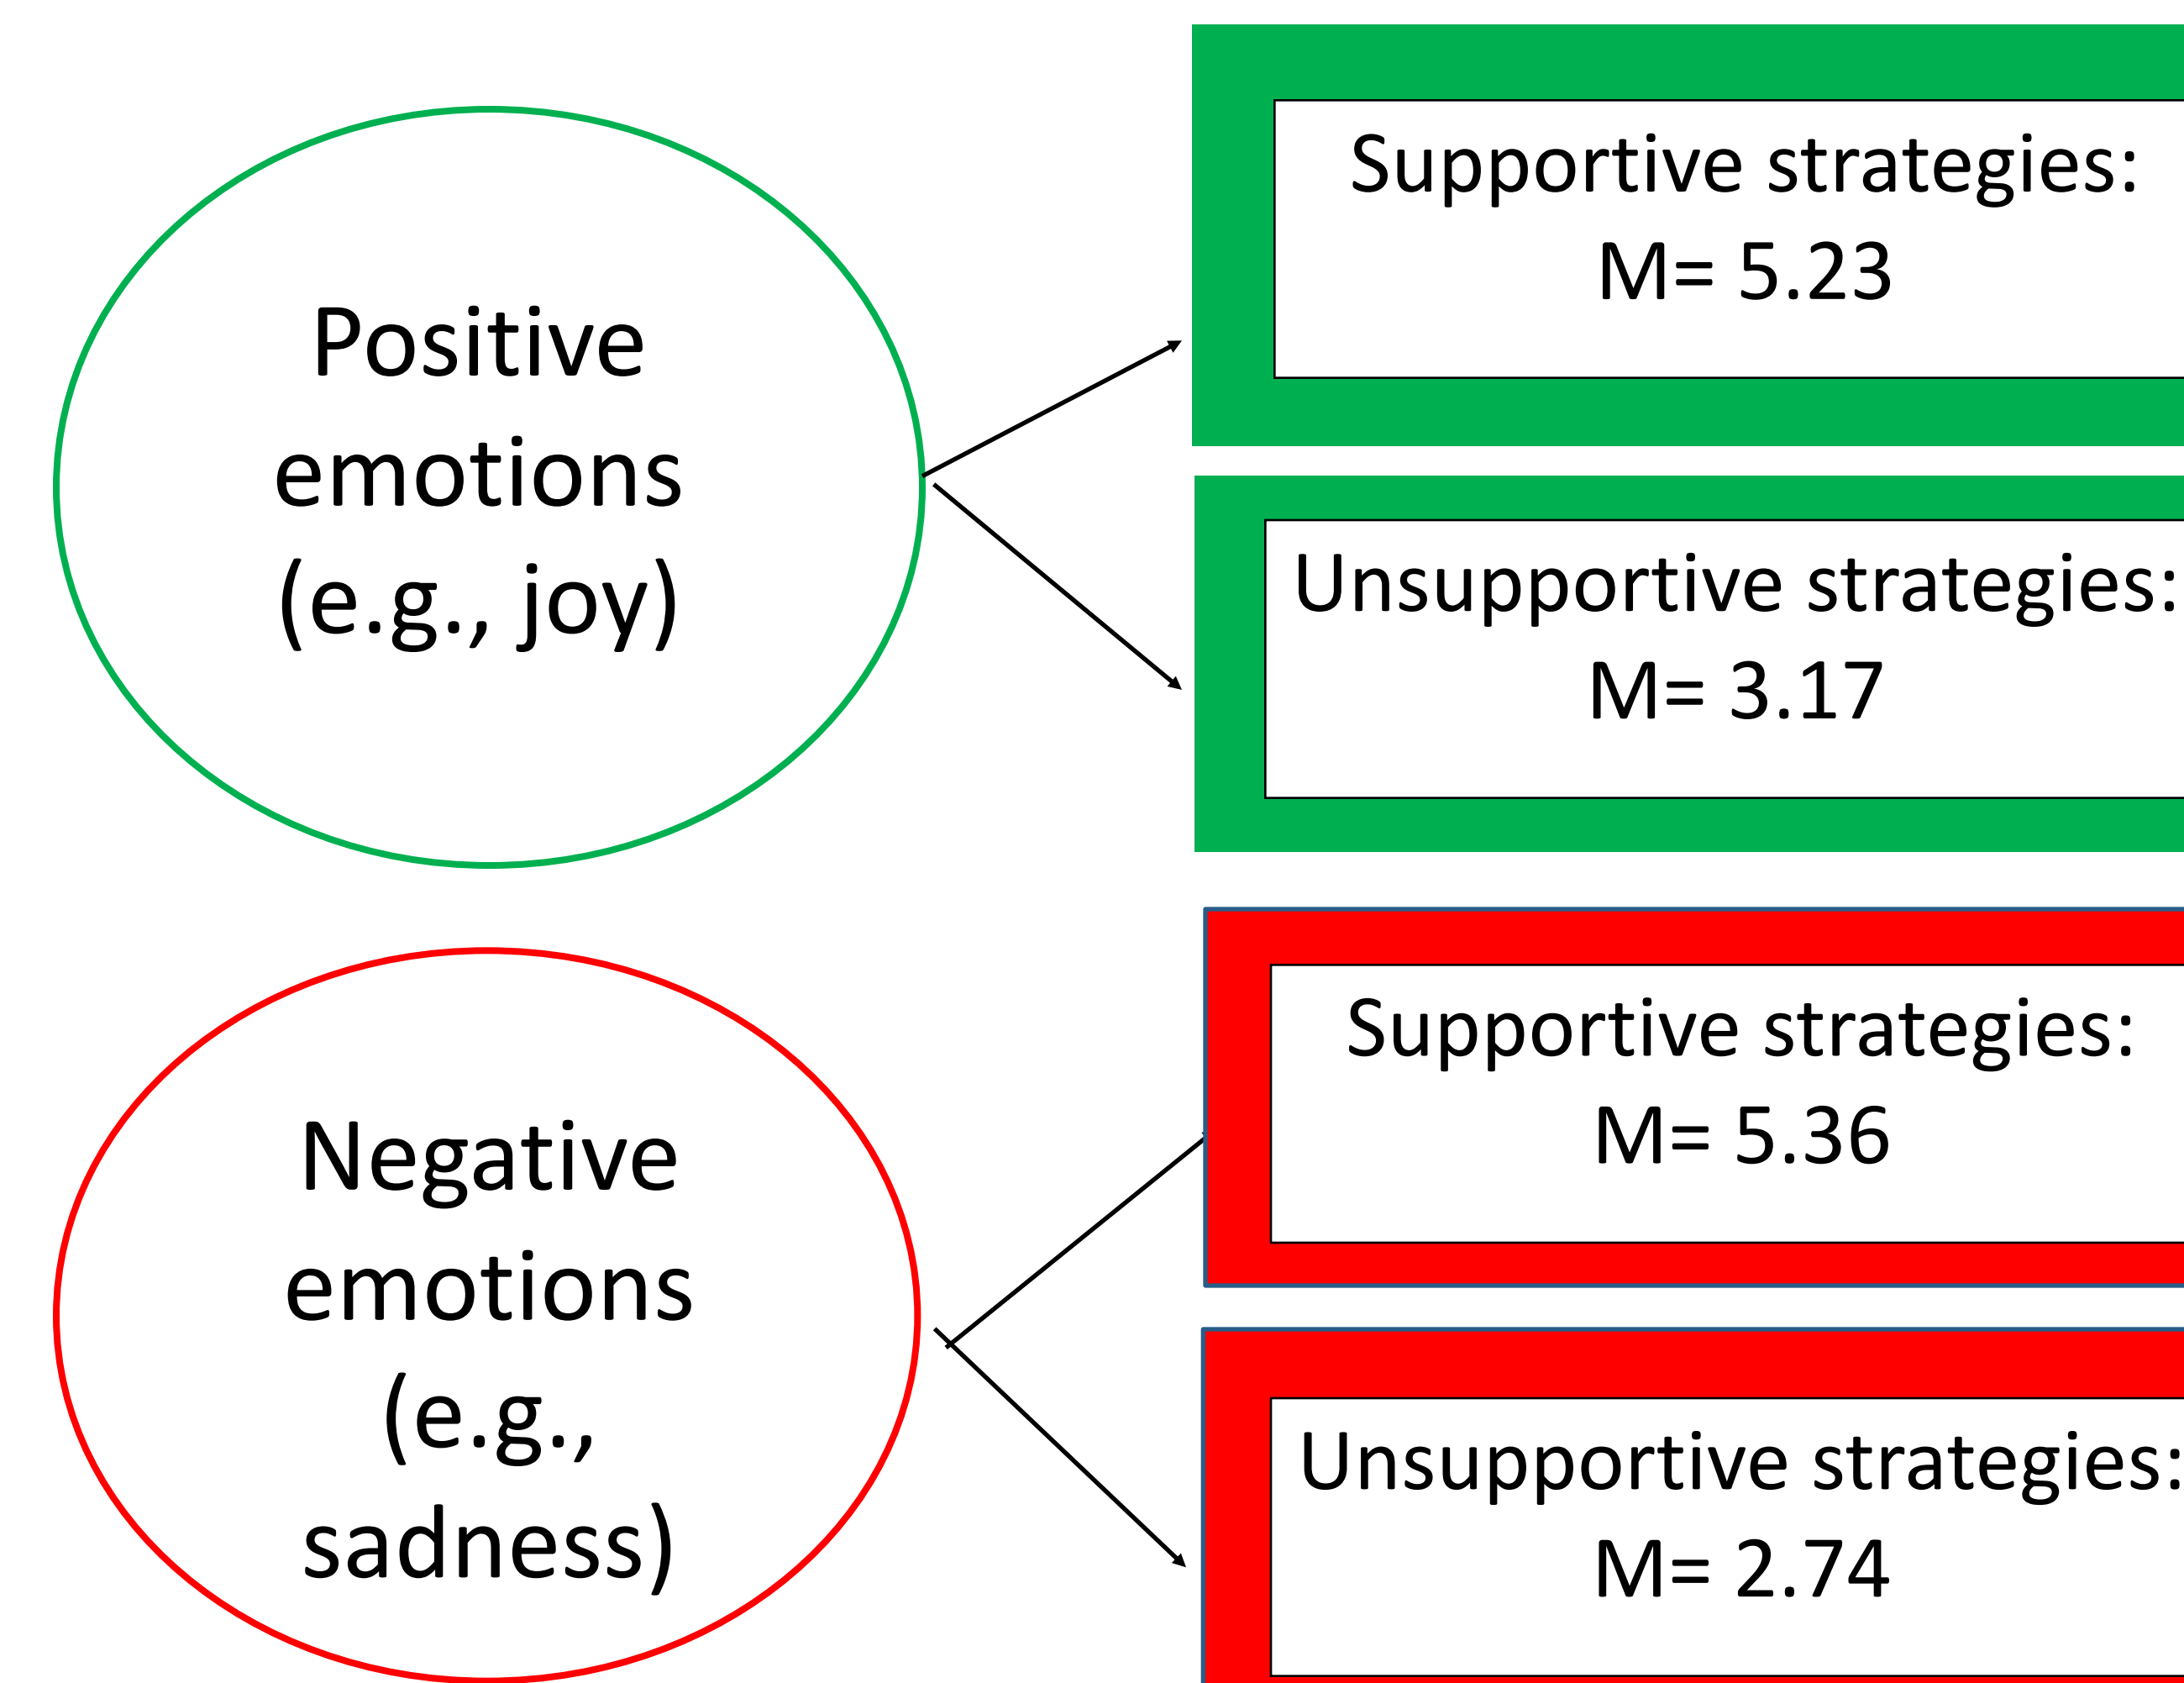 Positive
emotions
(e.g., joy)
Supportive strategies:
M= 5.23
Unsupportive strategies:
M= 3.17
Negative
emotions
(e.g.,
sadness)
Supportive strategies:
M= 5.36
Unsupportive strategies:
M= 2.74